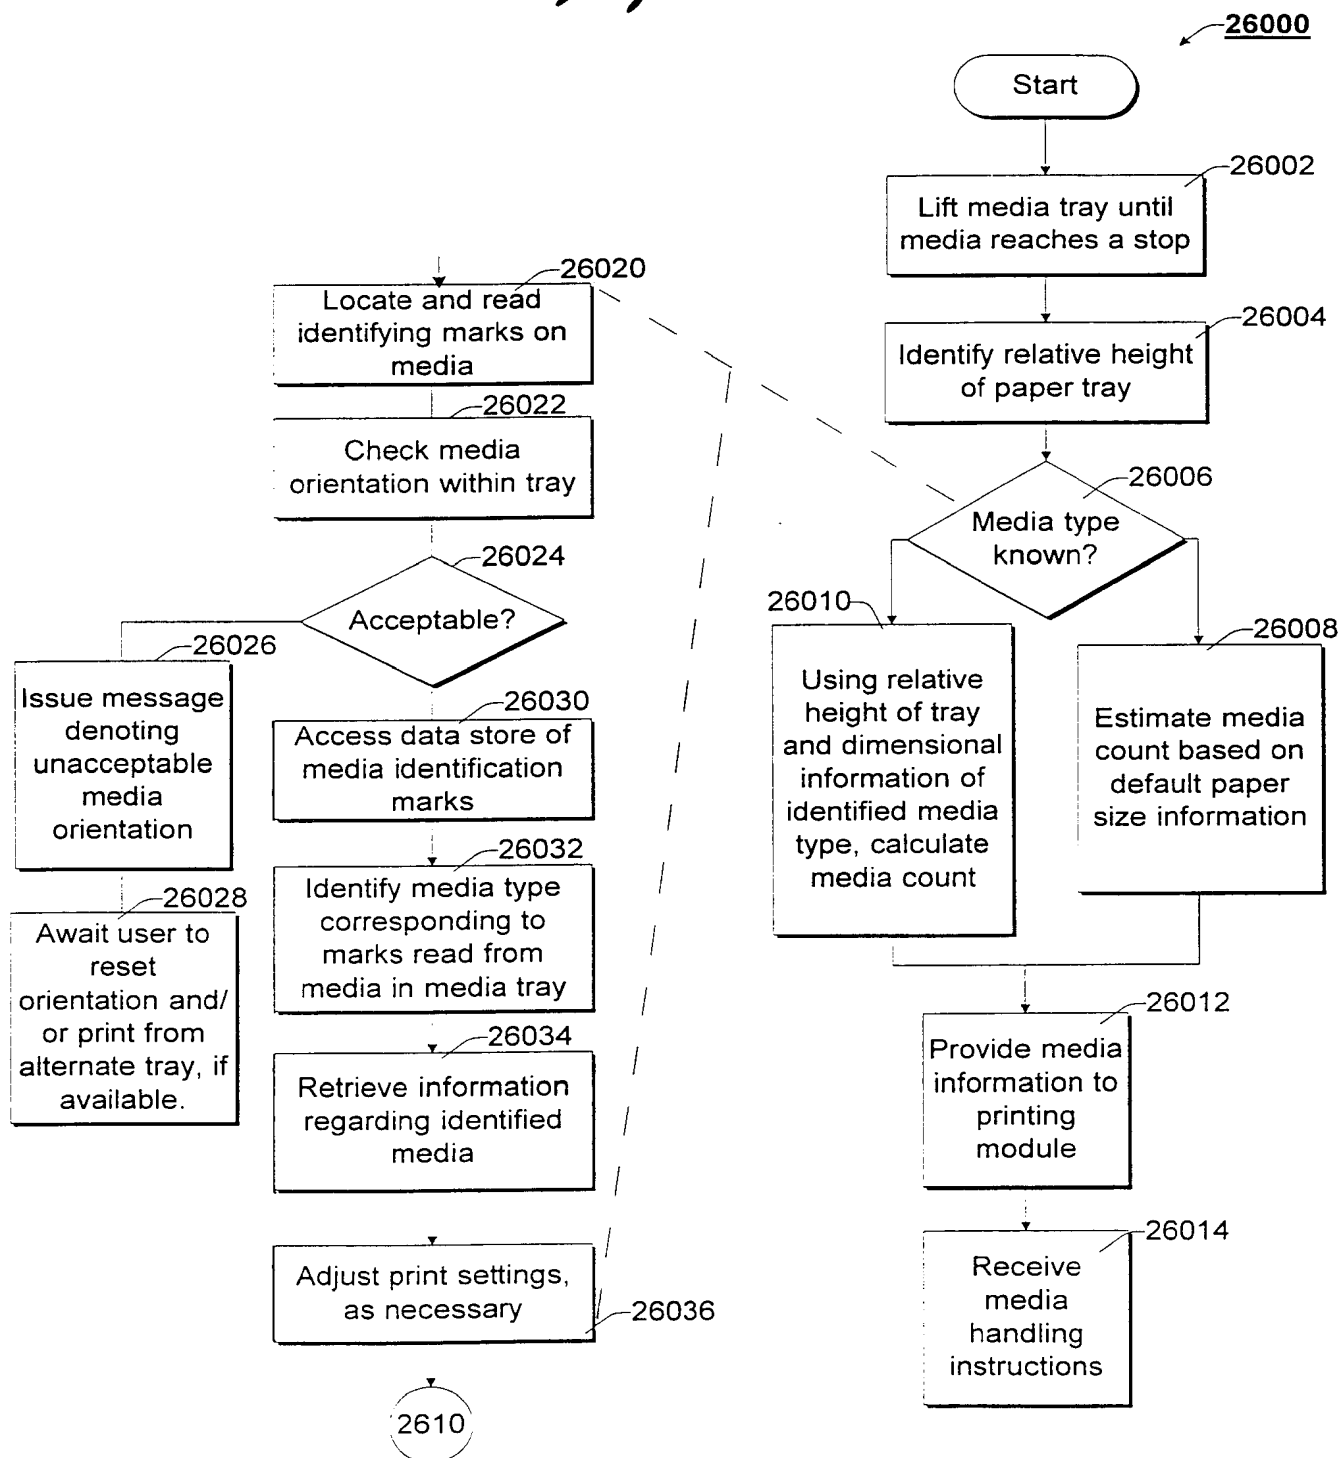 26000
Start
26002
Lift media tray until
media reaches a stop
26004
Identify relative height
of paper tray
26006
Media type
known?
26010
Using relative
height of tray
and dimensional
information of
identified media
type, calculate
media count
26008
Estimate media
count based on
default paper
size information
26012
Provide media
information to
printing
module
26014
Receive
media
handling
instructions
26020
Locate and read
identifying marks on
media
26022
Check media
orientation within tray
26024
Acceptable?
26026
Issue message
denoting
unacceptable
media
orientation
26028
Await user to
reset
orientation and/
or print from
alternate tray, if
available.
26030
Access data store of
media identification
marks
26032
Identify media type
corresponding to
marks read from
media in media tray
26034
Retrieve information
regarding identified
media
Adjust print settings,
as necessary
26036
2610